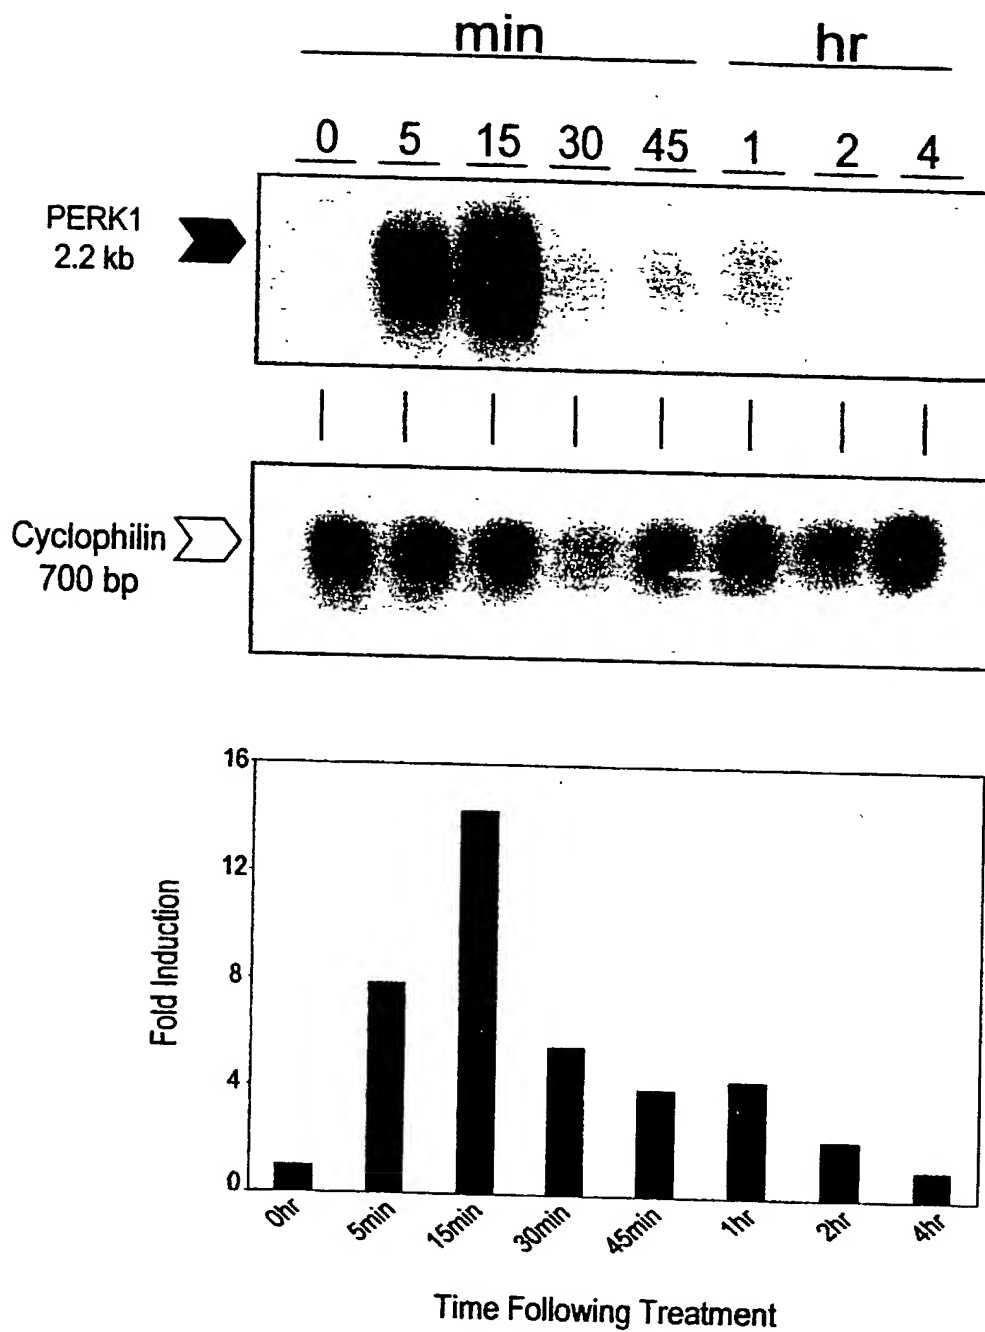 min hr
0 5 15 30 45 1 2 4
PERK1
2.2 kb
Cyclophilin
700 bp
16
12
8
4
0
Fold Induction
0hr 5min 15min 30min 45min 1hr 2hr 4hr
Time Following Treatment